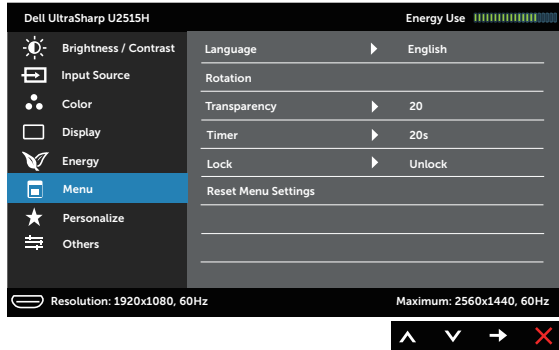 Dell UltraSharp U2515H Energy Use
Brightness / Contrast
Input Source
Color
Display
Energy
Menu
Personalize
Others
Language English
Rotation
Transparency 20
Timer 20s
Lock Unlock
Reset Menu Settings
Resolution: 1920x1080, 60Hz Maximum: 2560x1440, 60Hz